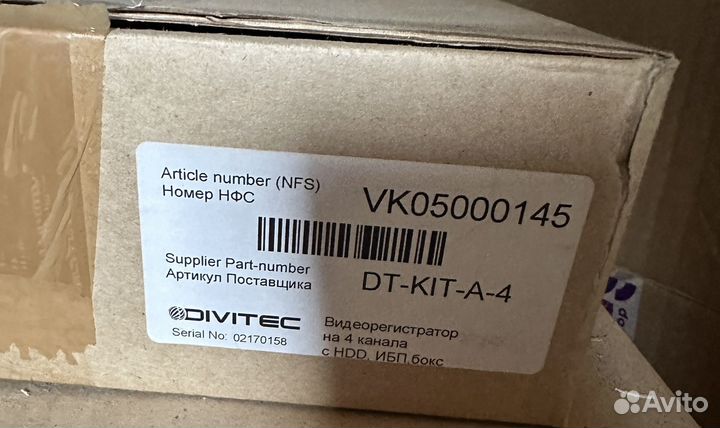 Article number (NFS)
Номер НФС
VK05000145
Supplier Part-number
Артикул Поставщика
DT-KIT-A-4
DIVITEC
Serial No: 02170158
Видеорегистратор
на 4 канала
с HDD, ИБП,бокс
Avito